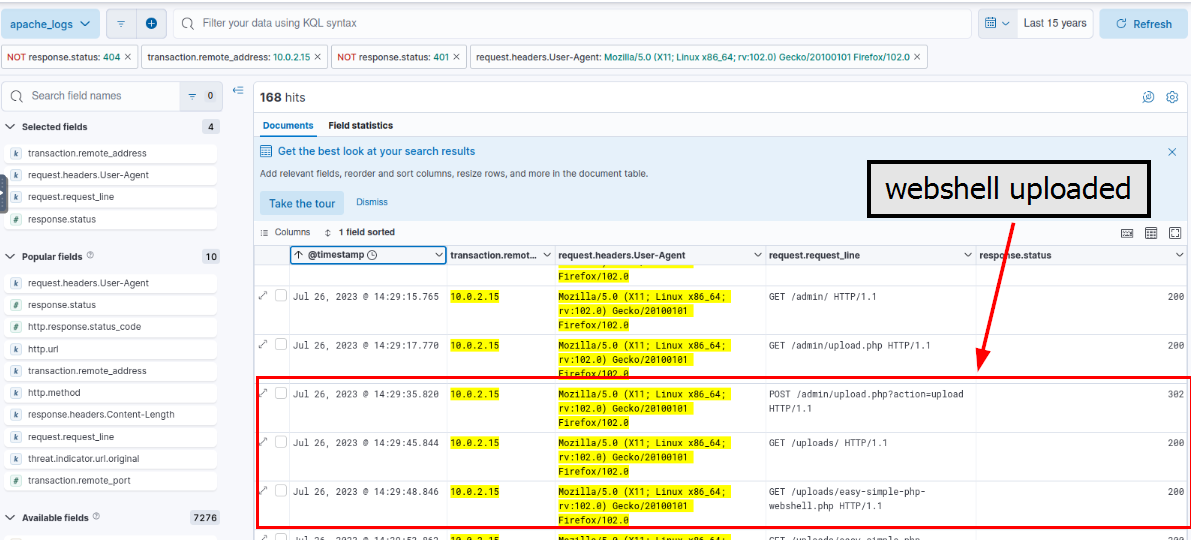 apache_logs
Filter your data using KQL syntax
Last 15 years
Refresh
NOT response.status: 404 ×
transaction.remote_address: 10.0.2.15 ×
NOT response.status: 401 ×
request.headers.User-Agent: Mozilla/5.0 (X11; Linux x86_64; rv:102.0) Gecko/20100101 Firefox/102.0 ×
Search field names
0
Selected fields
4
k transaction.remote_address
k request.headers.User-Agent
k request.request_line
# response.status
Popular fields
10
k request.headers.User-Agent
# response.status
# http.response.status_code
k http.url
k transaction.remote_address
k http.method
k response.headers.Content-Length
k request.request_line
k threat.indicator.url.original
# transaction.remote_port
Available fields
7276
168 hits
Documents
Field statistics
Get the best look at your search results
Add relevant fields, reorder and sort columns, resize rows, and more in the document table.
Take the tour
Dismiss
webshell uploaded
Columns
1 field sorted
@timestamp
transaction.remot...
request.headers.User-Agent
request.request_line
response.status
Firefox/102.0
Jul 26, 2023 @ 14:29:15.765
10.0.2.15
Mozilla/5.0 (X11; Linux x86_64;
rv:102.0) Gecko/20100101
Firefox/102.0
GET /admin/ HTTP/1.1
200
Jul 26, 2023 @ 14:29:17.770
10.0.2.15
Mozilla/5.0 (X11; Linux x86_64;
rv:102.0) Gecko/20100101
Firefox/102.0
GET /admin/upload.php HTTP/1.1
200
Jul 26, 2023 @ 14:29:35.820
10.0.2.15
Mozilla/5.0 (X11; Linux x86_64;
rv:102.0) Gecko/20100101
Firefox/102.0
POST /admin/upload.php?action=upload
HTTP/1.1
302
Jul 26, 2023 @ 14:29:45.844
10.0.2.15
Mozilla/5.0 (X11; Linux x86_64;
rv:102.0) Gecko/20100101
Firefox/102.0
GET /uploads/ HTTP/1.1
200
Jul 26, 2023 @ 14:29:48.846
10.0.2.15
Mozilla/5.0 (X11; Linux x86_64;
rv:102.0) Gecko/20100101
Firefox/102.0
GET /uploads/easy-simple-php-
webshell.php HTTP/1.1
200